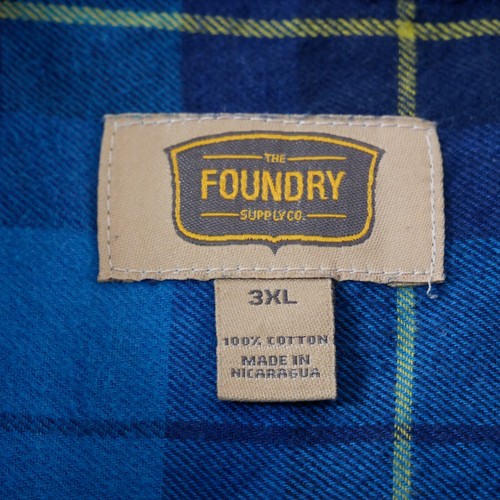 THE
FOUNDRY
SUPPLY CO.
3XL
100% COTTON
MADE IN
NICARAGUA